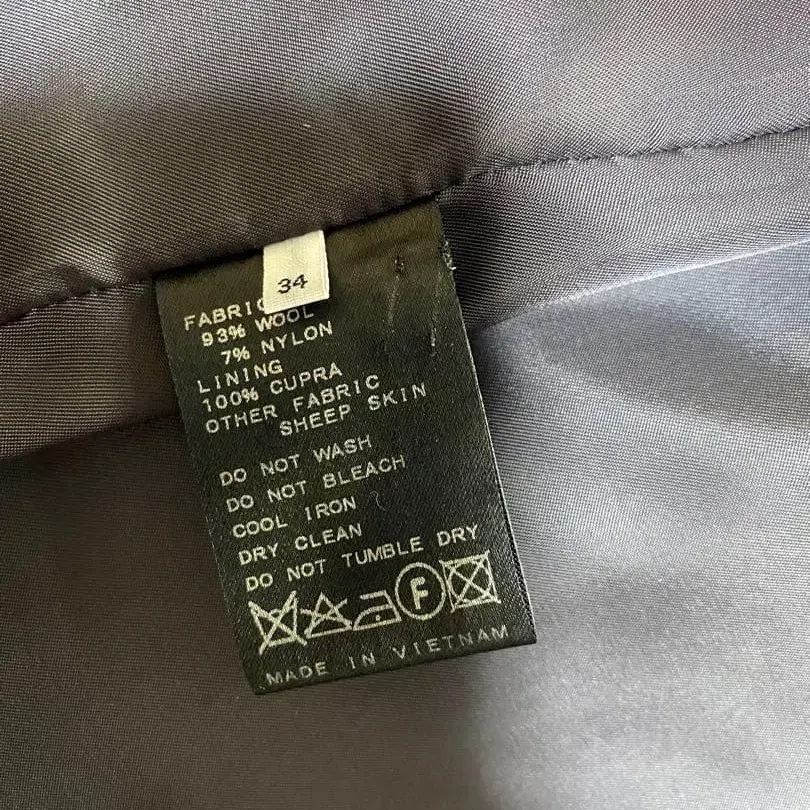 34
FABRIC
93% WOOL
7% NYLON
LINING
100% CUPRA
OTHER FABRIC
SHEEP SKIN
DO NOT WASH
DO NOT BLEACH
COOL IRON
DRY CLEAN
DO NOT TUMBLE DRY
F
MADE IN VIETNAM